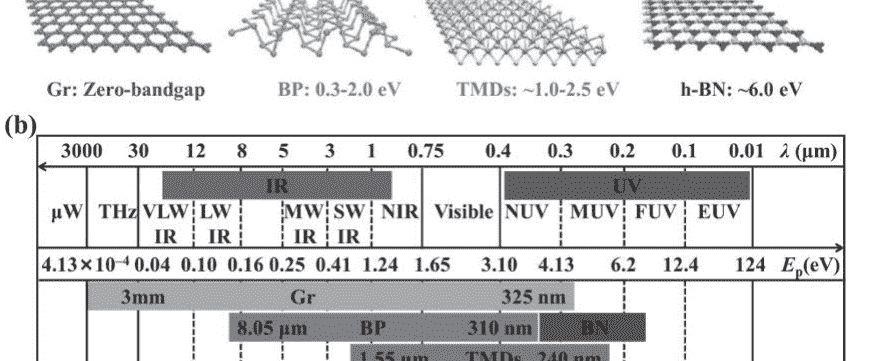 Gr: Zero-bandgap BP: 0.3-2.0 eV TMDs: ~1.0-2.5 eV h-BN: ~6.0 eV
(b)
3000 30 12 8 5 3 1 0.75 0.4 0.3 0.2 0.1 0.01 λ (μm)
IR UV
μW THz VLW LW MW SW NIR Visible NUV MUV FUV EUV
IR IR IR IR
4.13×10⁻⁴ 0.04 0.10 0.16 0.25 0.41 1.24 1.65 3.10 4.13 6.2 12.4 124 Eₚ(eV)
3mm Gr 325 nm
8.05 μm BP 310 nm BN
1.55 μm TMDs 240 nm